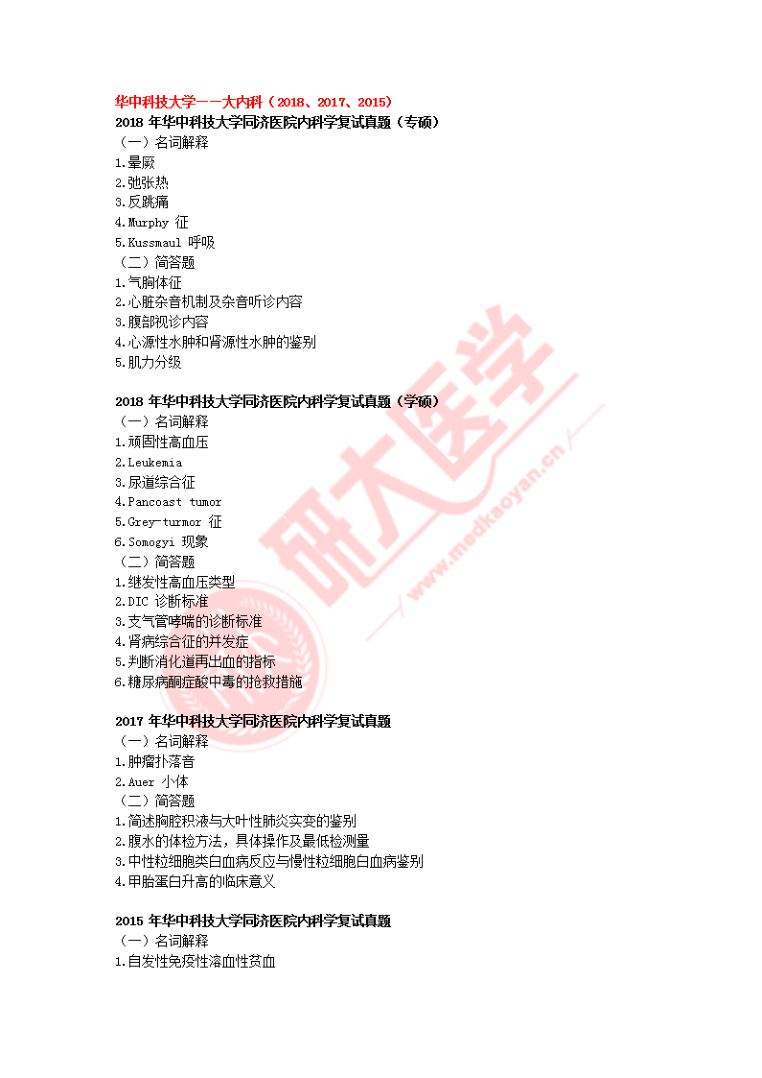 华中科技大学——大内科（2018、2017、2015）
2018 年华中科技大学同济医院内科学复试真题（专硕）
（一）名词解释
1.晕厥
2.弛张热
3.反跳痛
4.Murphy 征
5.Kussmaul 呼吸
（二）简答题
1.气胸体征
2.心脏杂音机制及杂音听诊内容
3.腹部视诊内容
4.心源性水肿和肾源性水肿的鉴别
5.肌力分级
2018 年华中科技大学同济医院内科学复试真题（学硕）
（一）名词解释
1.顽固性高血压
2.Leukemia
3.尿道综合征
4.Pancoast tumor
5.Grey-turmor 征
6.Somogyi 现象
（二）简答题
1.继发性高血压类型
2.DIC 诊断标准
3.支气管哮喘的诊断标准
4.肾病综合征的并发症
5.判断消化道再出血的指标
6.糖尿病酮症酸中毒的抢救措施
2017 年华中科技大学同济医院内科学复试真题
（一）名词解释
1.肿瘤扑落音
2.Auer 小体
（二）简答题
1.简述胸腔积液与大叶性肺炎实变的鉴别
2.腹水的体检方法，具体操作及最低检测量
3.中性粒细胞类白血病反应与慢性粒细胞白血病鉴别
4.甲胎蛋白升高的临床意义
2015 年华中科技大学同济医院内科学复试真题
（一）名词解释
1.自发性免疫性溶血性贫血
研大医学
www.medkaoyan.cn